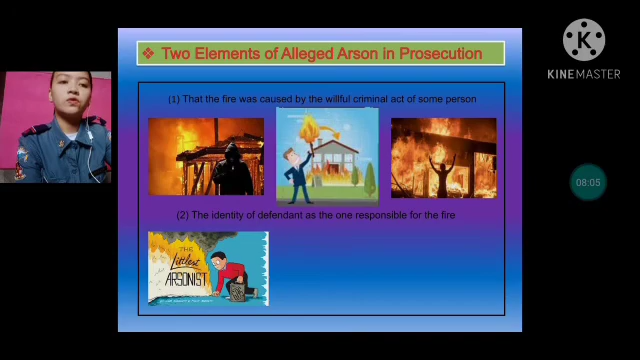 ❖ Two Elements of Alleged Arson in Prosecution
KINEMASTER
(1) That the fire was caused by the willful criminal act of some person
08:05
(2) The identity of defendant as the one responsible for the fire
THE
Littlest
ARSONIST